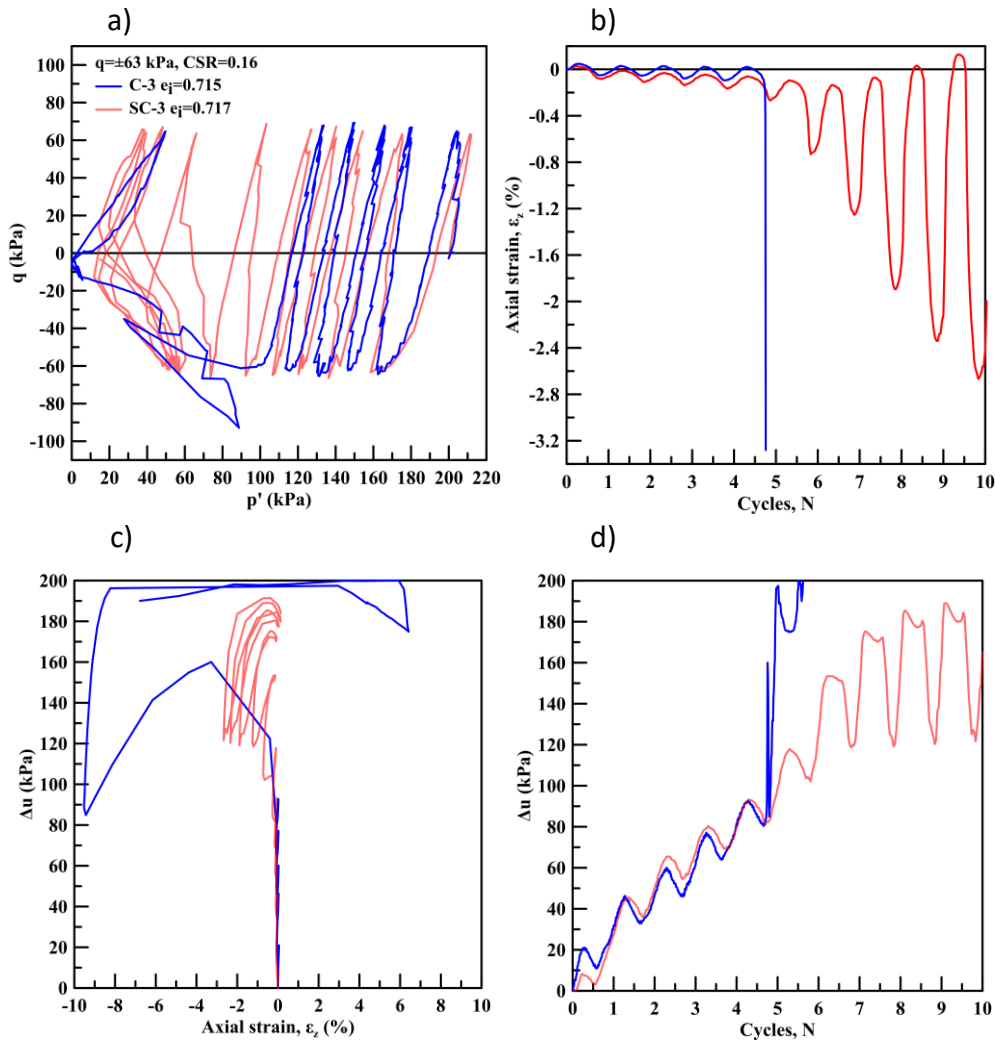 a)
b)
q=±63 kPa, CSR=0.16
C-3 ei=0.715
SC-3 ei=0.717
100
80
60
40
20
0
-20
-40
-60
-80
-100
q (kPa)
0 20 40 60 80 100 120 140 160 180 200 220
p' (kPa)
0
-0.4
-0.8
-1.2
-1.6
-2
-2.4
-2.8
-3.2
Axial strain, εz (%)
0 1 2 3 4 5 6 7 8 9 10
Cycles, N
c)
d)
200
180
160
140
120
100
80
60
40
20
0
Δu (kPa)
-10 -8 -6 -4 -2 0 2 4 6 8 10
Axial strain, εz (%)
200
180
160
140
120
100
80
60
40
20
0
Δu (kPa)
0 1 2 3 4 5 6 7 8 9 10
Cycles, N